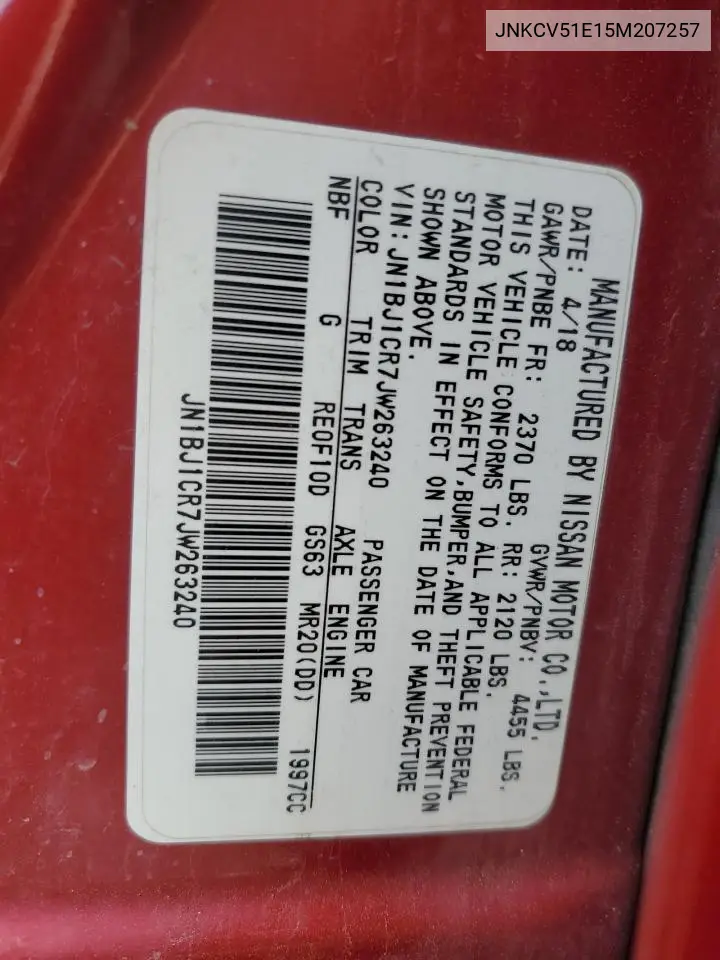 JNKCV51E15M207257
MANUFACTURED BY NISSAN MOTOR CO.,LTD.
DATE: 4/18 GVWR/PNBV: 4455 LBS.
GAWR/PNBE FR: 2370 LBS. RR: 2120 LBS.
THIS VEHICLE CONFORMS TO ALL APPLICABLE FEDERAL
MOTOR VEHICLE SAFETY,BUMPER,AND THEFT PREVENTION
STANDARDS IN EFFECT ON THE DATE OF MANUFACTURE
SHOWN ABOVE.
VIN:JN1BJ1CR7JW263240 PASSENGER CAR
COLOR TRIM TRANS AXLE ENGINE
NBF G RE0F10D GS63 MR20(DD) 1997CC
JN1BJ1CR7JW263240